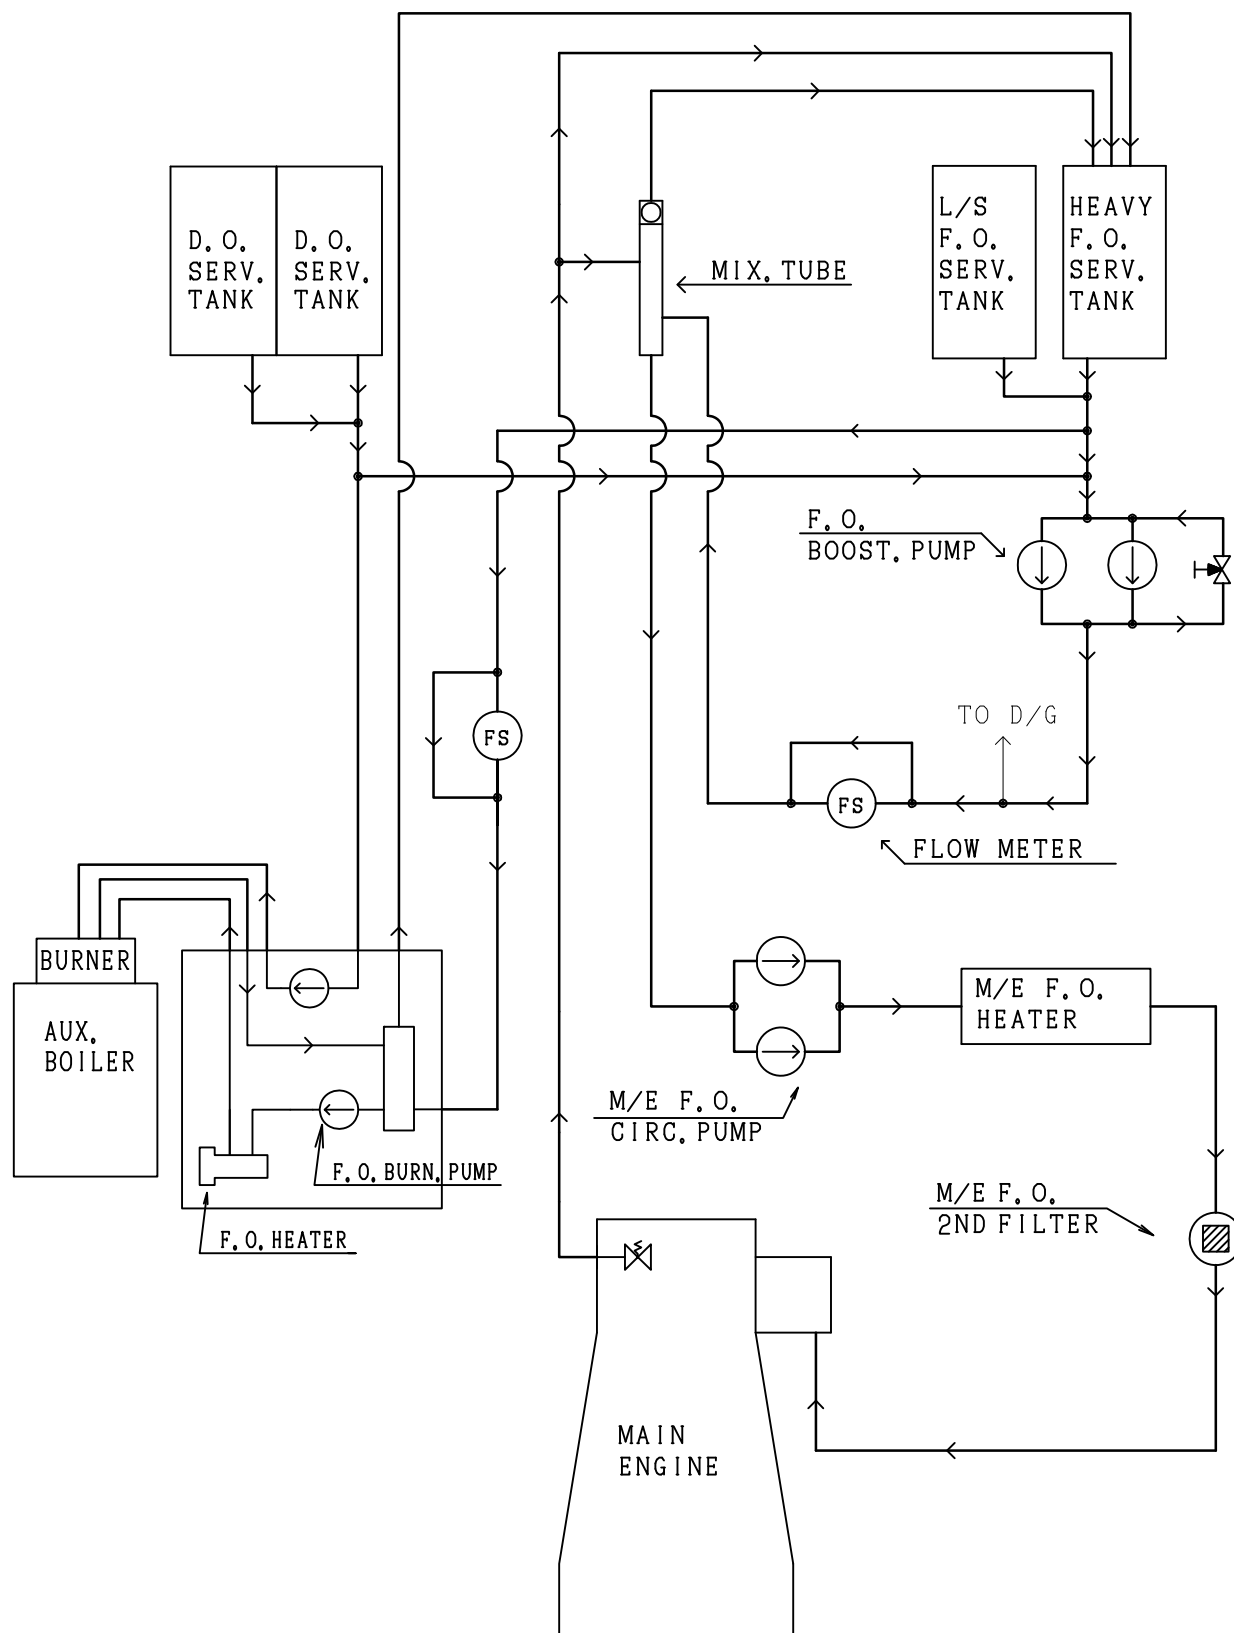 D.O.
SERV.
TANK
D.O.
SERV.
TANK
MIX. TUBE
L/S
F.O.
SERV.
TANK
HEAVY
F.O.
SERV.
TANK
F.O.
BOOST. PUMP
FS
TO D/G
FS
FLOW METER
BURNER
AUX.
BOILER
M/E F.O.
HEATER
M/E F.O.
CIRC. PUMP
F.O. BURN. PUMP
F.O. HEATER
M/E F.O.
2ND FILTER
MAIN
ENGINE